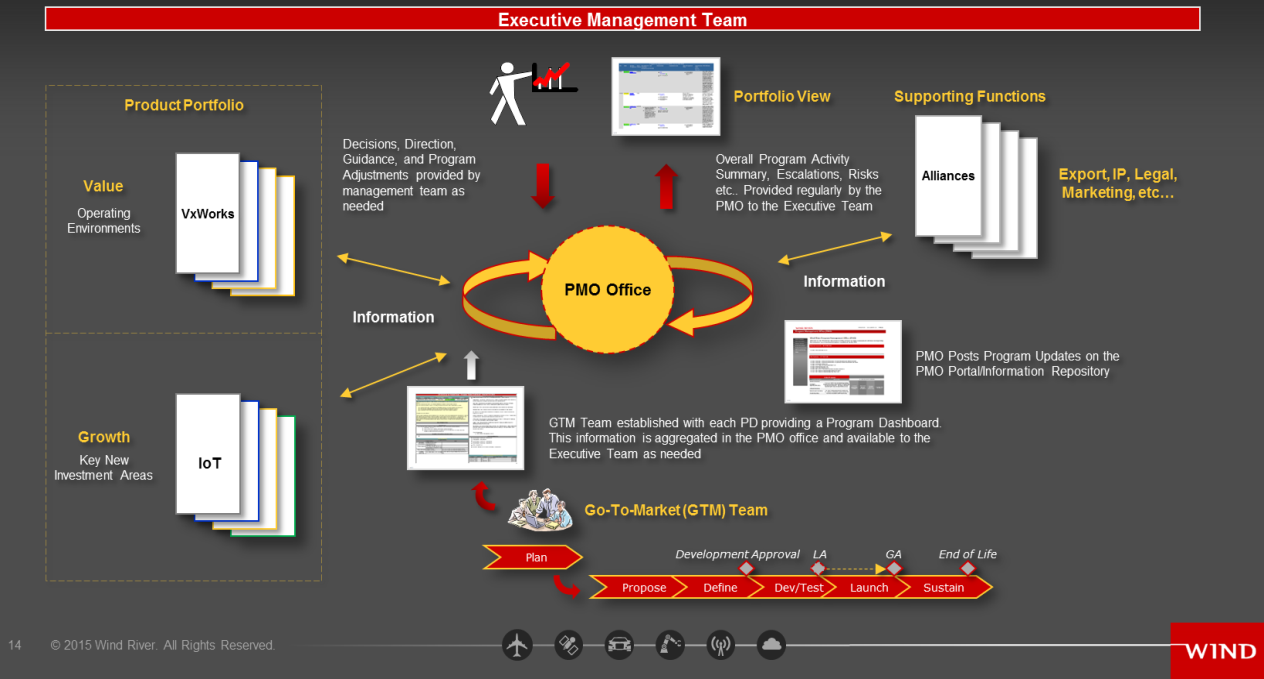 Executive Management Team
Product Portfolio
Value
Operating
Environments
VxWorks
Decisions, Direction,
Guidance, and Program
Adjustments provided by
management team as
needed
Portfolio View
Overall Program Activity
Summary, Escalations, Risks
etc.. Provided regularly by the
PMO to the Executive Team
Supporting Functions
Alliances
Export, IP, Legal,
Marketing, etc…
PMO Office
Information
Information
Growth
Key New
Investment Areas
IoT
PMO Posts Program Updates on the
PMO Portal/Information Repository
GTM Team established with each PD providing a Program Dashboard.
This information is aggregated in the PMO office and available to the
Executive Team as needed
Go-To-Market (GTM) Team
Plan
Development Approval LA GA End of Life
Propose Define Dev/Test Launch Sustain
14 © 2015 Wind River. All Rights Reserved.
WIND